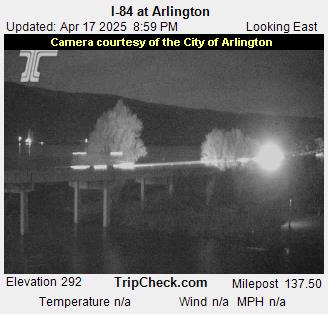 I-84 at Arlington
Updated: Apr 17 2025 8:59 PM Looking East
Camera courtesy of the City of Arlington
Elevation 292 TripCheck.com Milepost 137.50
Temperature n/a Wind n/a MPH n/a